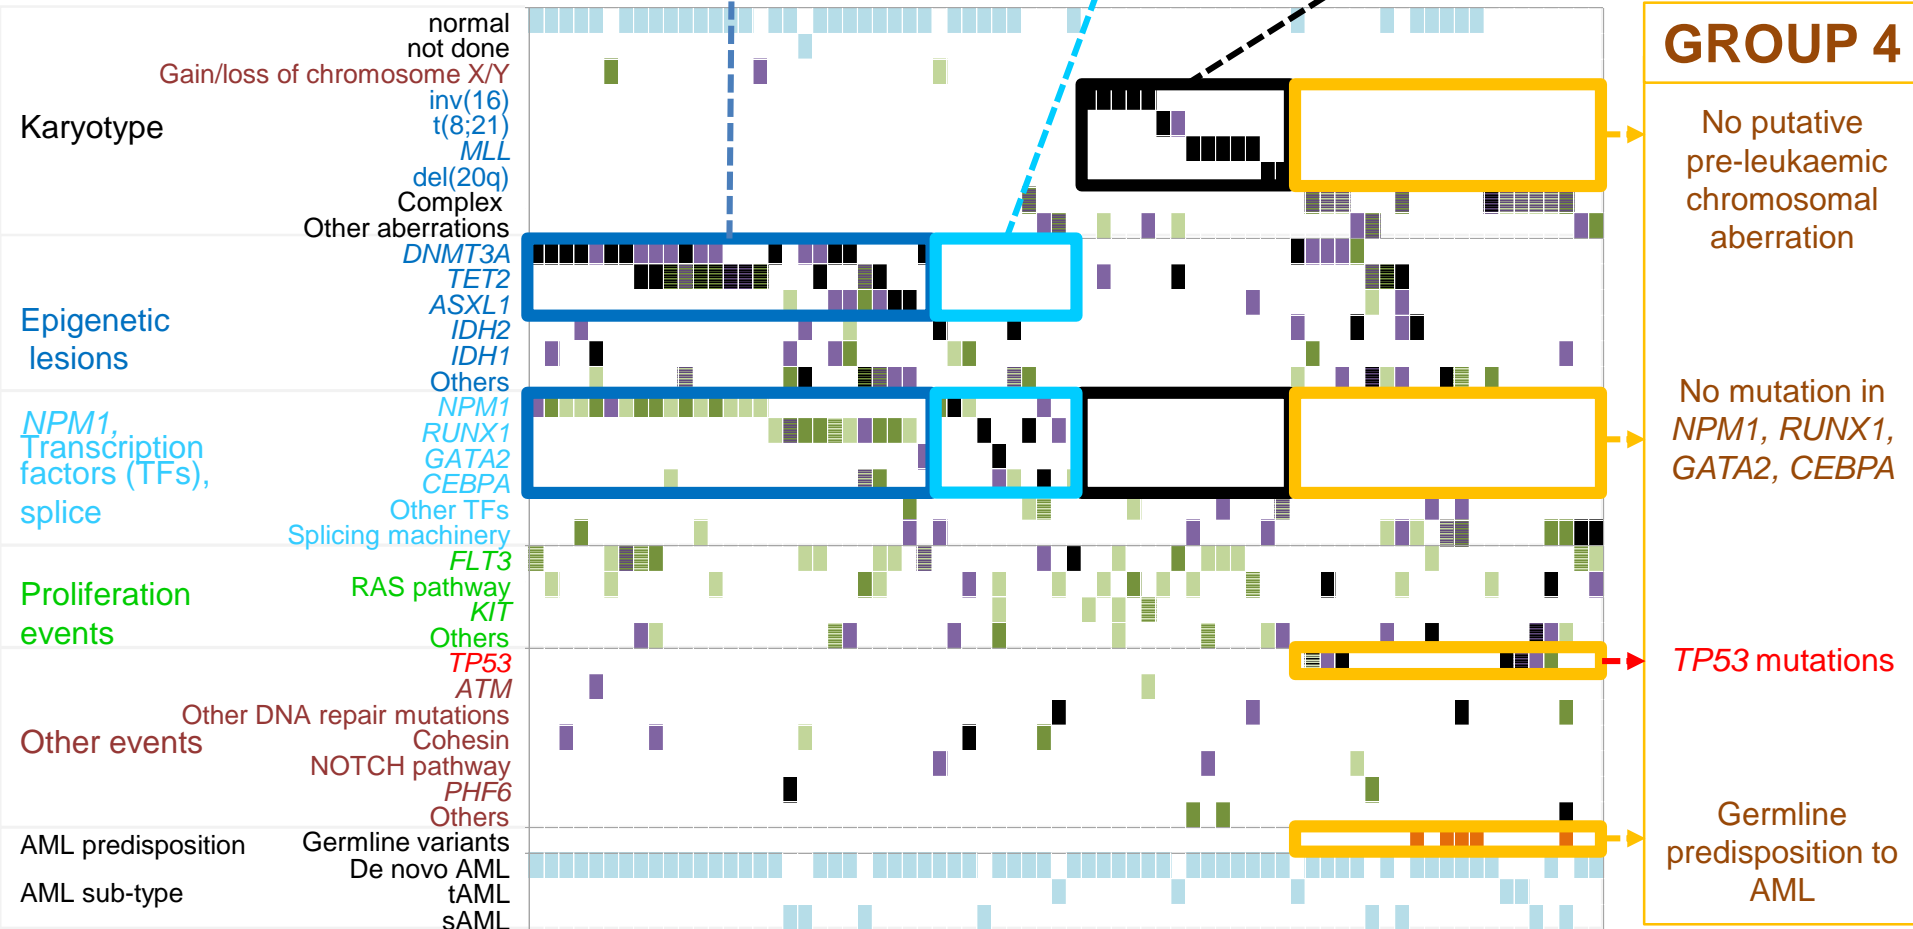 normal
not done
Gain/loss of chromosome X/Y
inv(16)
t(8;21)
MLL
del(20q)
Complex
Other aberrations
Karyotype
DNMT3A
TET2
ASXL1
IDH2
IDH1
Others
Epigenetic
lesions
NPM1
RUNX1
GATA2
CEBPA
Other TFs
Splicing machinery
NPM1,
Transcription
factors (TFs),
splice
FLT3
RAS pathway
KIT
Others
Proliferation
events
TP53
ATM
Other DNA repair mutations
Cohesin
NOTCH pathway
PHF6
Others
Other events
AML predisposition
Germline variants
De novo AML
AML sub-type
tAML
sAML
GROUP 4
No putative
pre-leukaemic
chromosomal
aberration
No mutation in
NPM1, RUNX1,
GATA2, CEBPA
TP53 mutations
Germline
predisposition to
AML